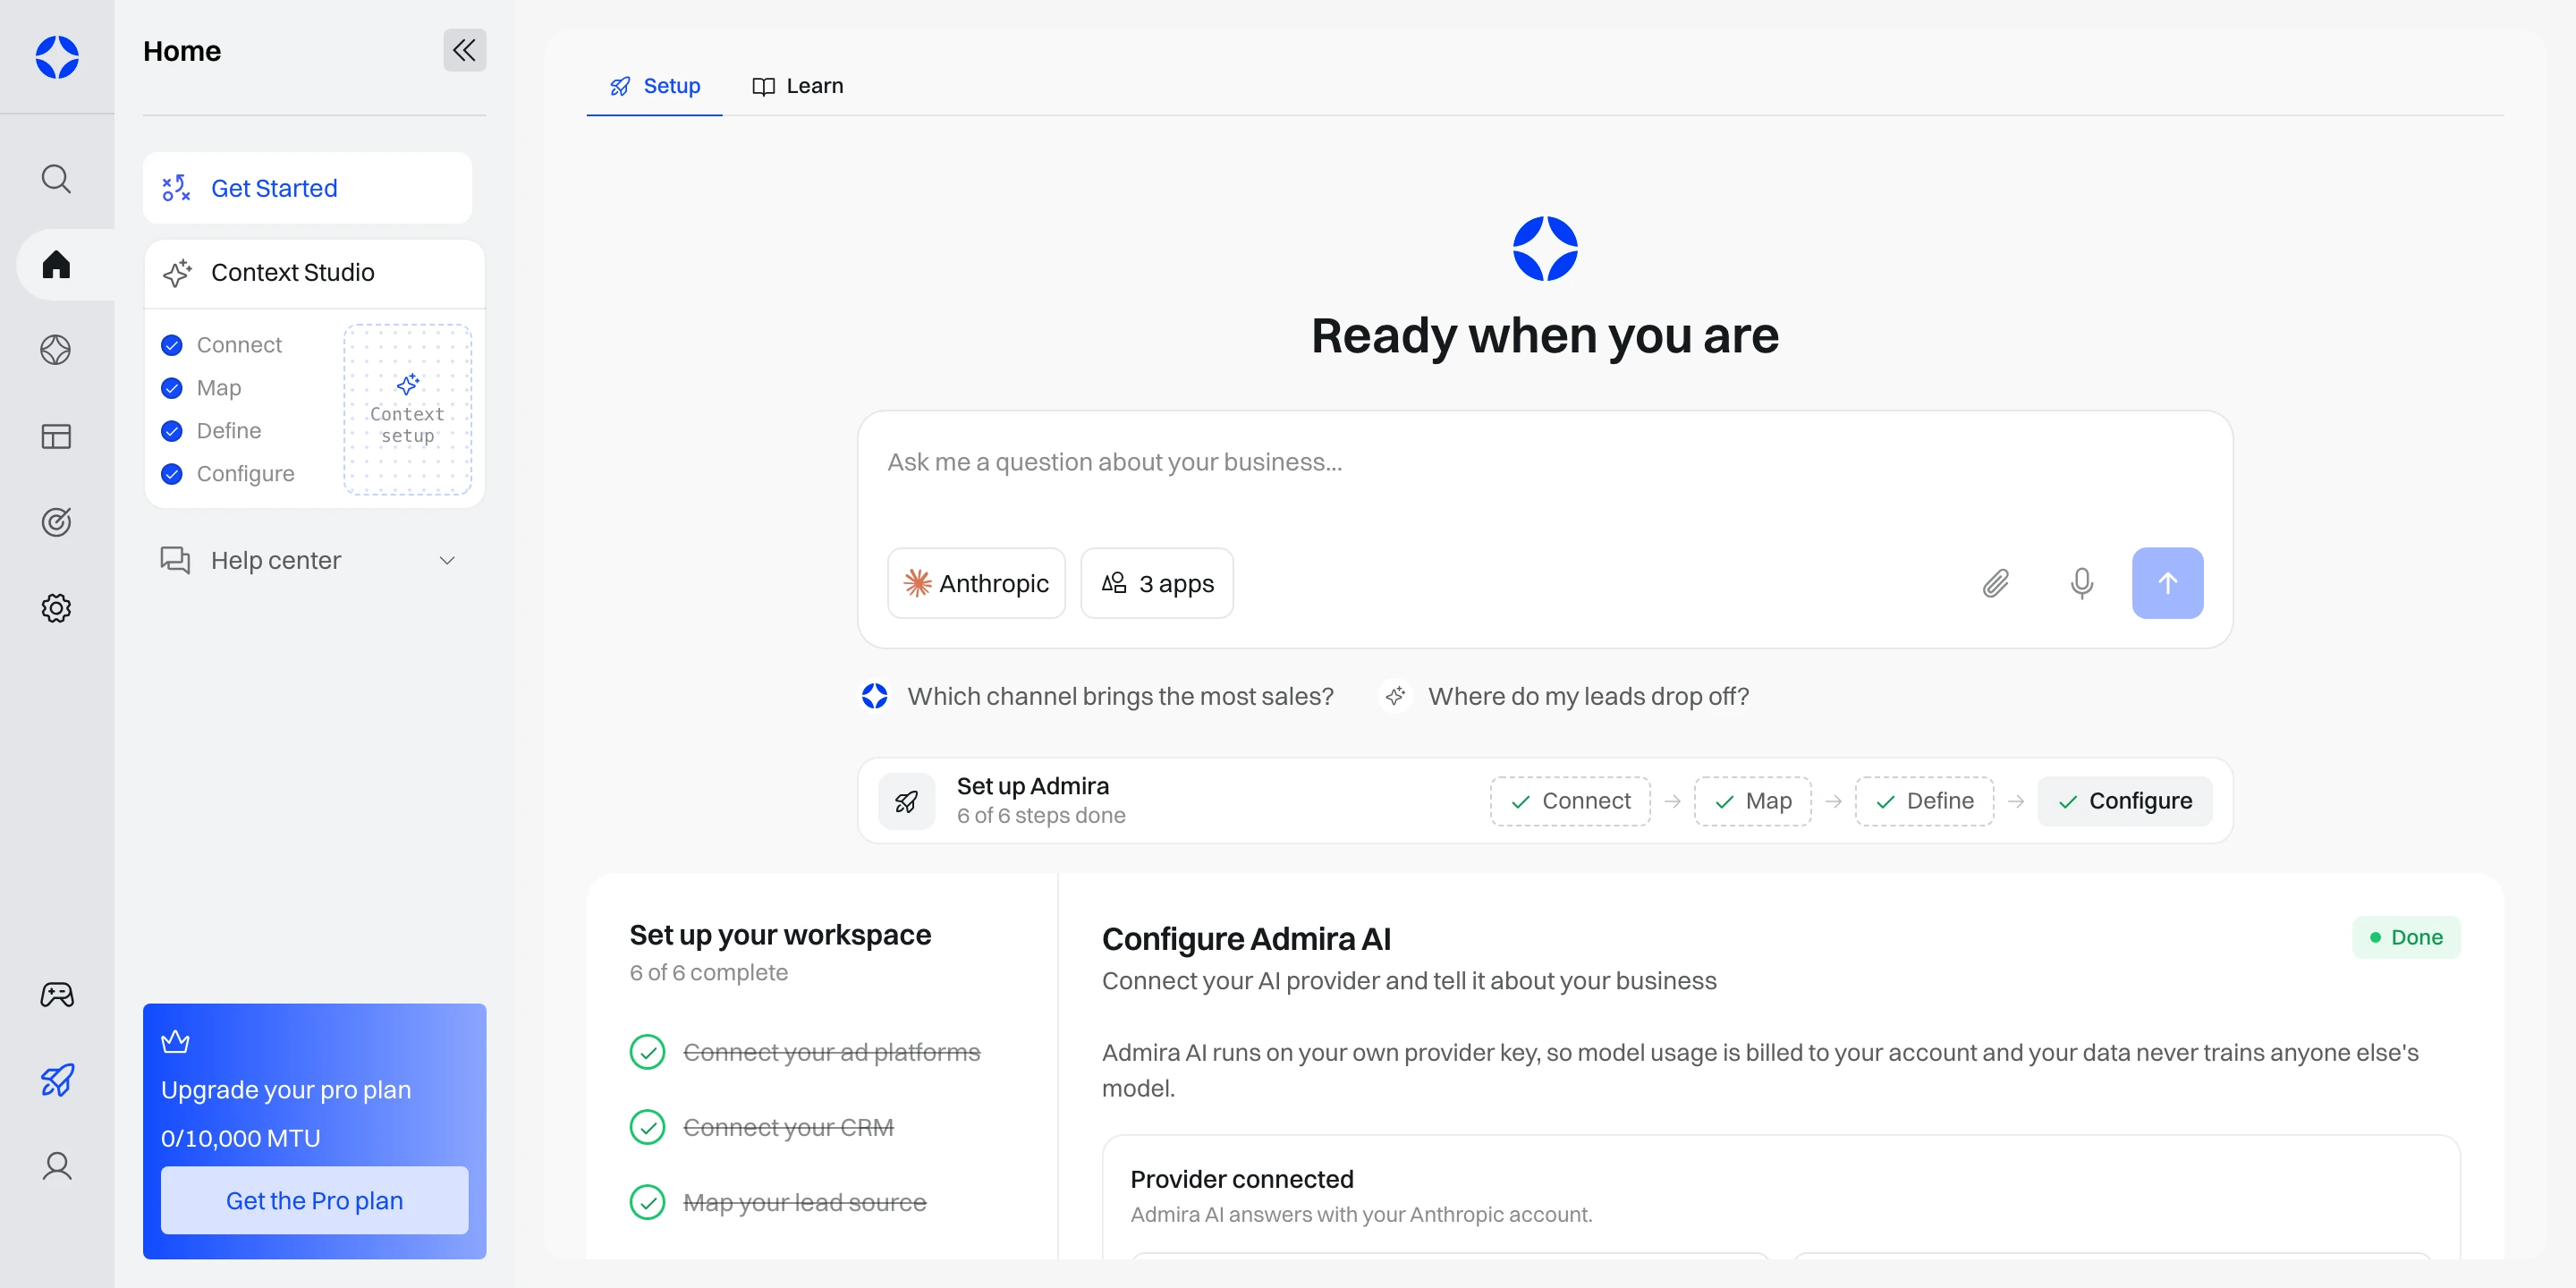 Home
Get Started
Context Studio
Connect
Map
Define
Configure
Context
setup
Help center
Upgrade your pro plan
0/10,000 MTU
Get the Pro plan
Setup
Learn
Ready when you are
Ask me a question about your business...
Anthropic
3 apps
Which channel brings the most sales?
Where do my leads drop off?
Set up Admira
6 of 6 steps done
Connect
Map
Define
Configure
Set up your workspace
6 of 6 complete
Connect your ad platforms
Connect your CRM
Map your lead source
Configure Admira AI
Done
Connect your AI provider and tell it about your business
Admira AI runs on your own provider key, so model usage is billed to your account and your data never trains anyone else's
model.
Provider connected
Admira AI answers with your Anthropic account.